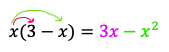 x(3 − x) = 3x − x²